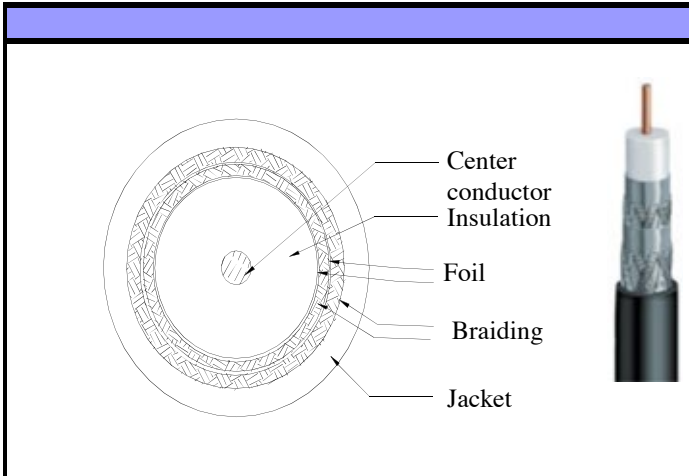 Center
conductor
Insulation
Foil
Braiding
Jacket